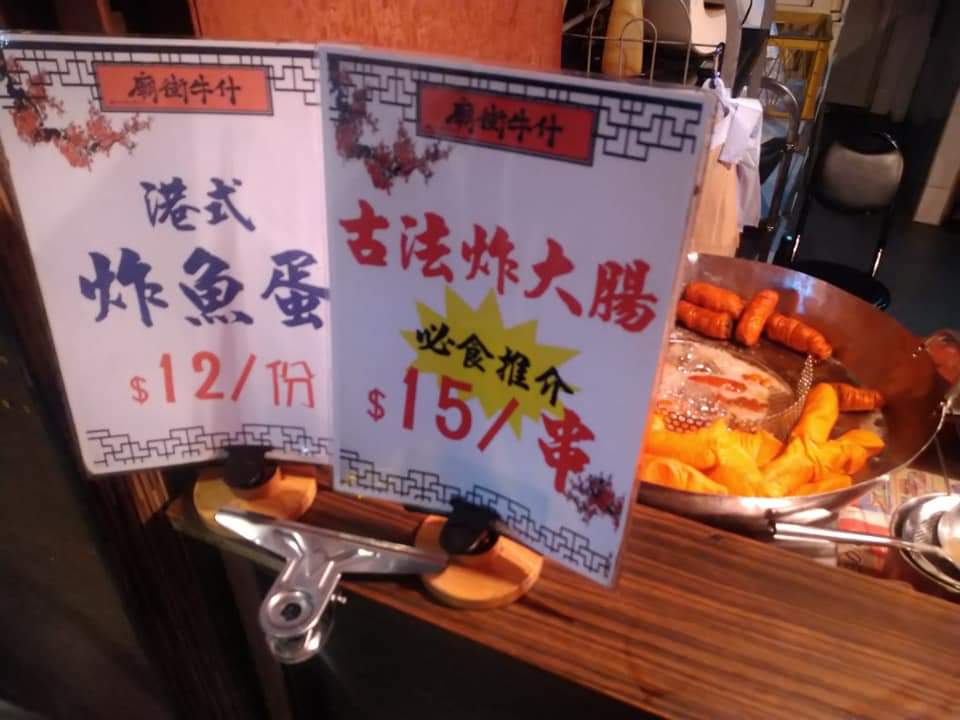 廟街牛什
港式
炸魚蛋
$12/份
廟街牛什
古法炸大腸
必食推介
$15/串